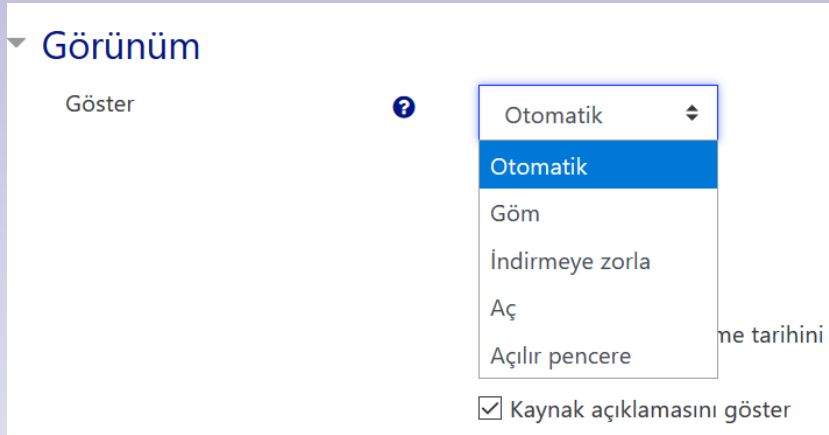 Görünüm
Göster
Otomatik
Otomatik
Göm
İndirmeye zorla
Aç
Açılır pencere
me tarihini
Kaynak açıklamasını göster